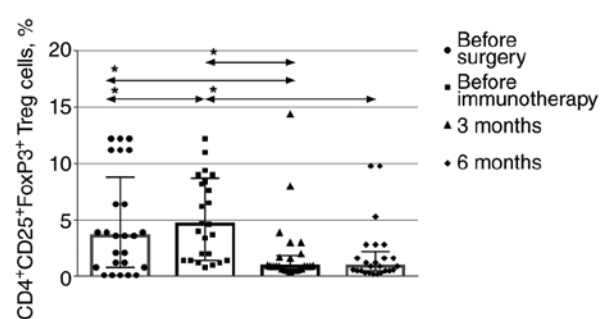 CD4⁺CD25⁺FoxP3⁺ Treg cells, %
20
15
10
5
0
*
*
*
*
Before
surgery
Before
immunotherapy
3 months
6 months